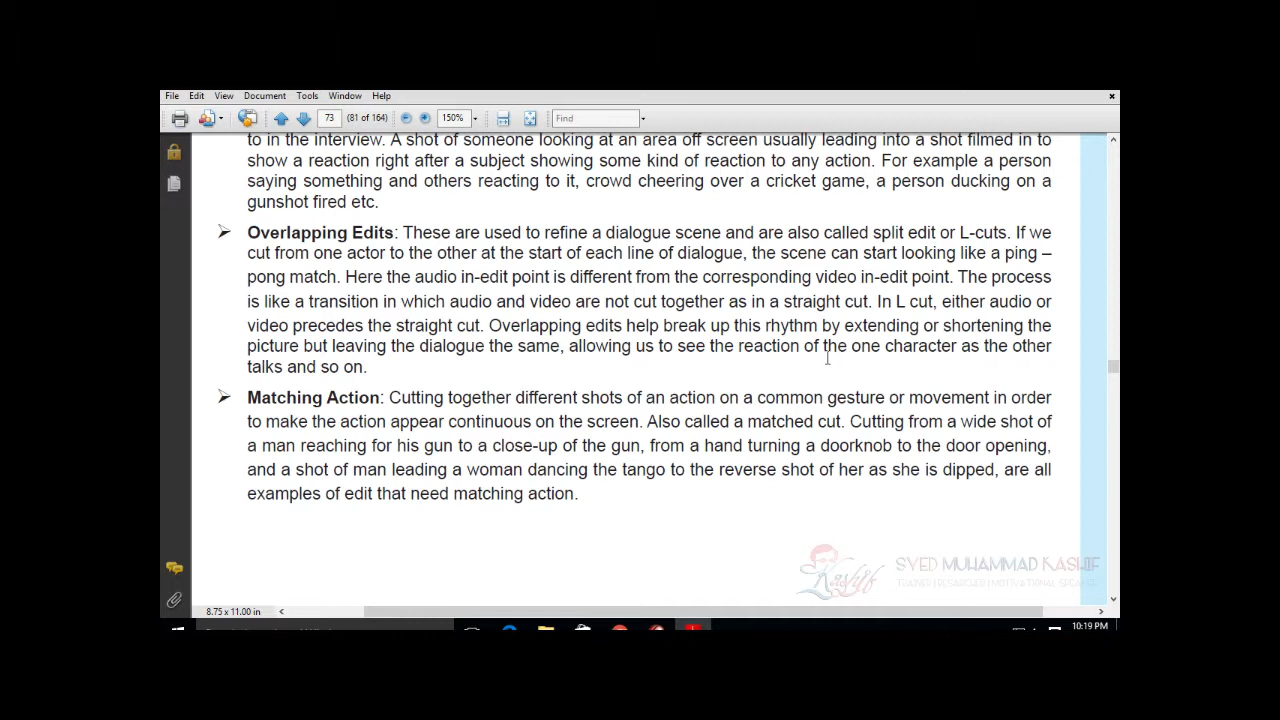 File Edit View Document Tools Window Help
73 (81 of 164) 150% Find
to in the interview. A shot of someone looking at an area off screen usually leading into a shot filmed in to
show a reaction right after a subject showing some kind of reaction to any action. For example a person
saying something and others reacting to it, crowd cheering over a cricket game, a person ducking on a
gunshot fired etc.
Overlapping Edits: These are used to refine a dialogue scene and are also called split edit or L-cuts. If we
cut from one actor to the other at the start of each line of dialogue, the scene can start looking like a ping –
pong match. Here the audio in-edit point is different from the corresponding video in-edit point. The process
is like a transition in which audio and video are not cut together as in a straight cut. In L cut, either audio or
video precedes the straight cut. Overlapping edits help break up this rhythm by extending or shortening the
picture but leaving the dialogue the same, allowing us to see the reaction of the one character as the other
talks and so on.
Matching Action: Cutting together different shots of an action on a common gesture or movement in order
to make the action appear continuous on the screen. Also called a matched cut. Cutting from a wide shot of
a man reaching for his gun to a close-up of the gun, from a hand turning a doorknob to the door opening,
and a shot of man leading a woman dancing the tango to the reverse shot of her as she is dipped, are all
examples of edit that need matching action.
Kashif
SYED MUHAMMAD KASHIF
8.75 x 11.00 in
10:19 PM